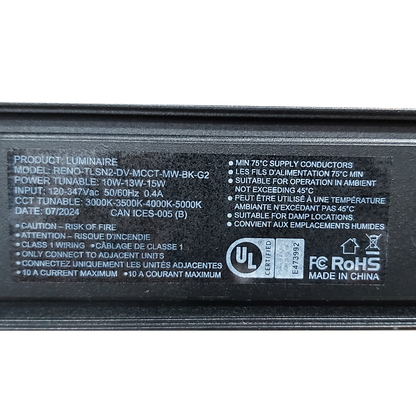 PRODUCT: LUMINAIRE
MODEL: RENO-TLSN2-DV-MCCT-MW-BK-G2
POWER TUNABLE: 10W-13W-15W
INPUT: 120-347Vac 50/60Hz 0.4A
CCT TUNABLE: 3000K-3500K-4000K-5000K
DATE: 07/2024 CAN ICES-005 (B)
•CAUTION – RISK OF FIRE
ATTENTION – RISQUE D'INCENDIE
• CLASS 1 WIRING •CÂBLAGE DE CLASSE 1
•ONLY CONNECT TO ADJACENT UNITS
•CONNECTEZ UNIQUEMENT LES UNITÉS ADJACENTES
•10 A CURRENT MAXIMUM •10 A COURANT MAXIMUM
• MIN 75°C SUPPLY CONDUCTORS
• LES FILS D'ALIMENTATION 75°C MIN
• SUITABLE FOR OPERATION IN AMBIENT
NOT EXCEEDING 45°C
• PEUT ÊTRE UTILISÉ À UNE TEMPÉRATURE
AMBIANTE N'EXCÉDANT PAS 45°C
• SUITABLE FOR DAMP LOCATIONS.
• CONVIENT AUX EMPLACEMENTS HUMIDES
UL
CERTIFIED
E473992
FC RoHS
MADE IN CHINA